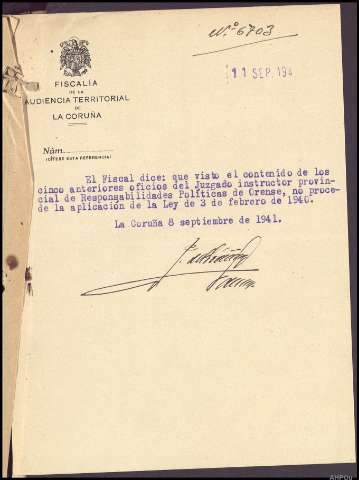 Nº 6703
11 SEP. 194
FISCALÍA
DE LA
AUDIENCIA TERRITORIAL
DE
LA CORUÑA
Núm.
(CÍTESE ESTA REFERENCIA)
El Fiscal dice: que visto el contenido de los
cinco anteriores oficios del Juzgado instructor provin-
cial de Responsabilidades Políticas de Orense, no proce-
de la aplicación de la Ley de 3 de febrero de 1940.
La Coruña 8 septiembre de 1941.
AHPOu